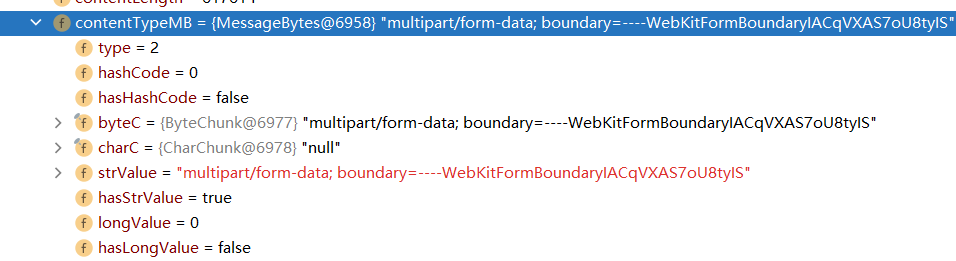 contentTypeMB = {MessageBytes@6958} "multipart/form-data; boundary=----WebKitFormBoundaryIACqVXAS7oU8tyIS"
f type = 2
f hashCode = 0
f hasHashCode = false
f byteC = {ByteChunk@6977} "multipart/form-data; boundary=----WebKitFormBoundaryIACqVXAS7oU8tyIS"
f charC = {CharChunk@6978} "null"
f strValue = "multipart/form-data; boundary=----WebKitFormBoundaryIACqVXAS7oU8tyIS"
f hasStrValue = true
f longValue = 0
f hasLongValue = false